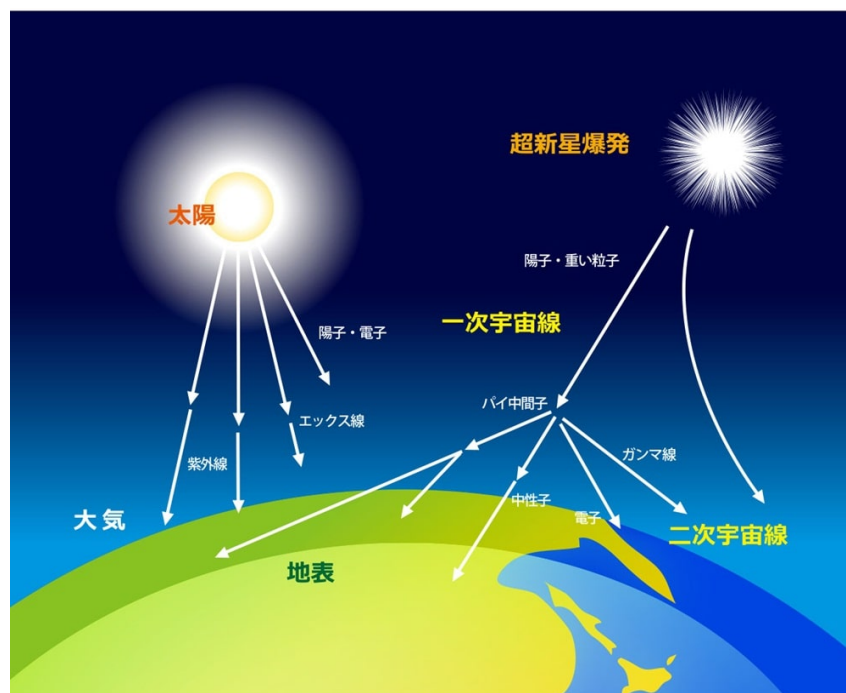 超新星爆発
太陽
陽子・重い粒子
一次宇宙線
陽子・電子
パイ中間子
エックス線
ガンマ線
紫外線
中性子
電子
大気
二次宇宙線
地表